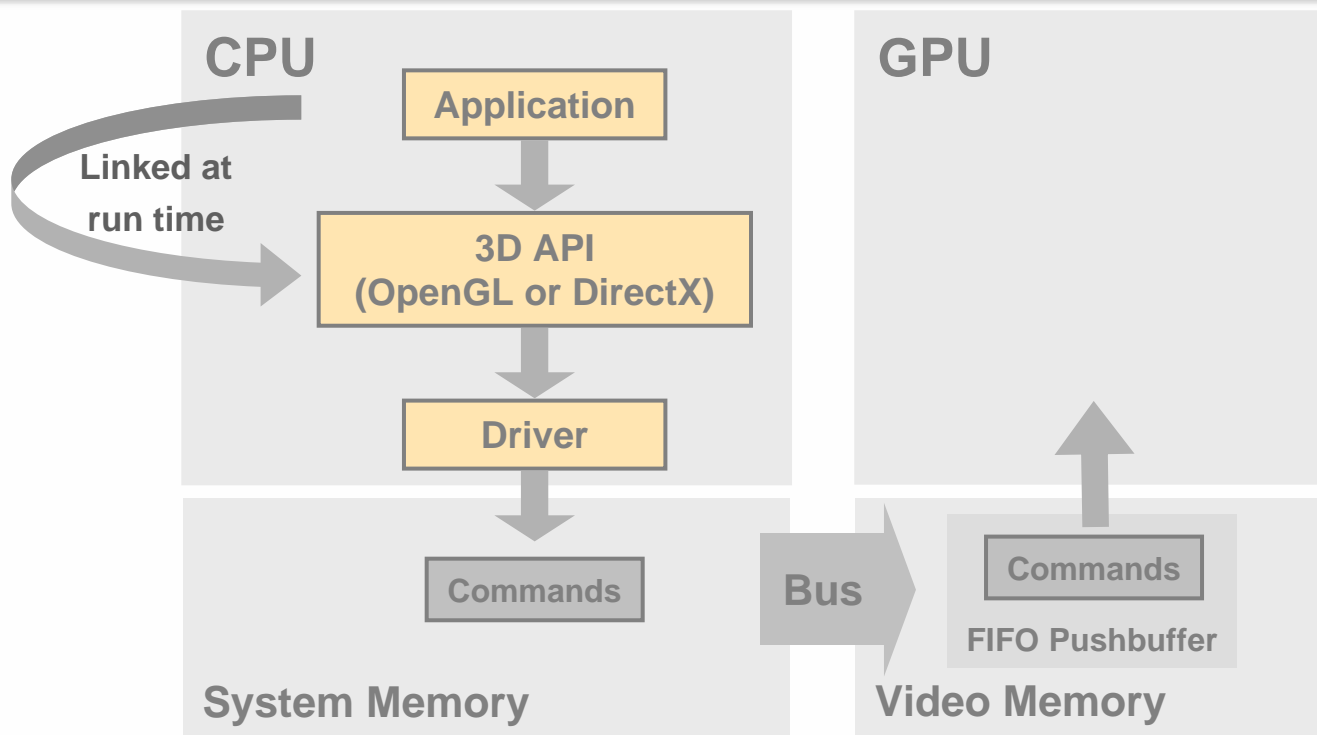 CPU
Application
Linked at
run time
3D API
(OpenGL or DirectX)
Driver
Commands
System Memory
Bus
GPU
Commands
FIFO Pushbuffer
Video Memory